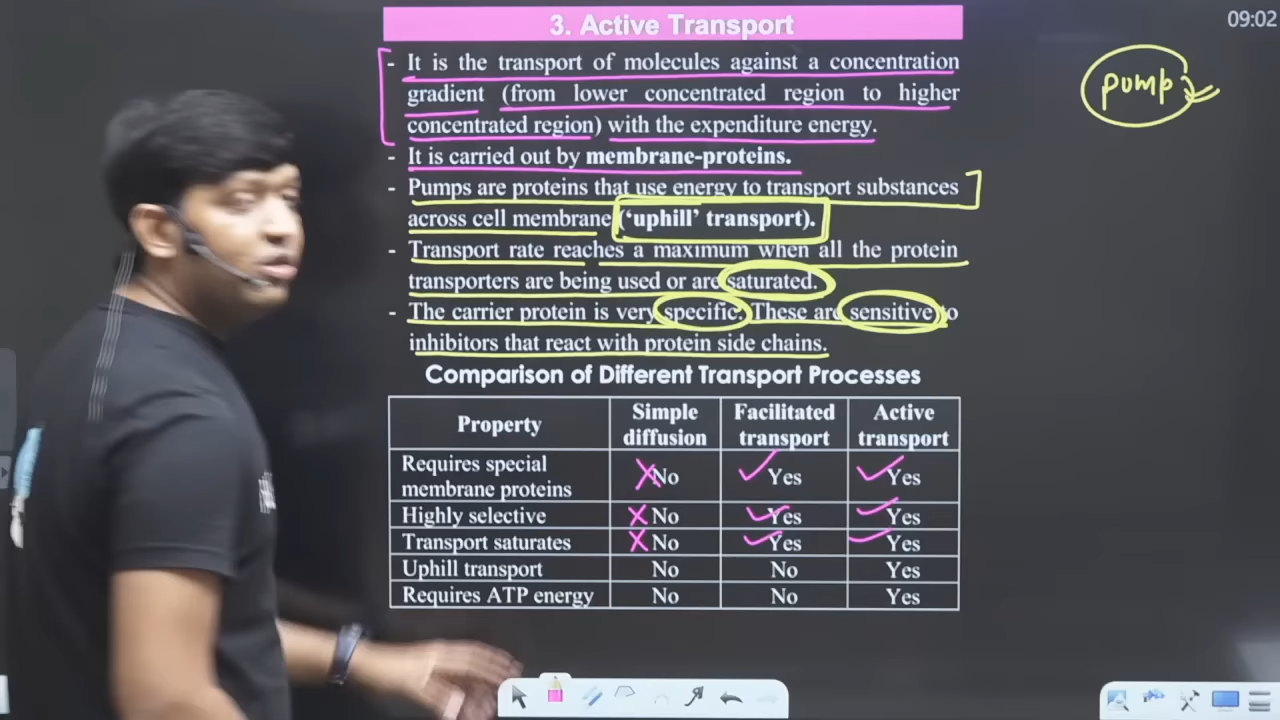 09:02
3. Active Transport
pump
- It is the transport of molecules against a concentration
gradient (from lower concentrated region to higher
concentrated region) with the expenditure energy.
- It is carried out by membrane-proteins.
- Pumps are proteins that use energy to transport substances
across cell membrane (‘uphill’ transport).
- Transport rate reaches a maximum when all the protein
transporters are being used or are saturated.
- The carrier protein is very specific. These are sensitive to
inhibitors that react with protein side chains.
Comparison of Different Transport Processes
Property Simple diffusion Facilitated transport Active transport
Requires special membrane proteins No Yes Yes
Highly selective No Yes Yes
Transport saturates No Yes Yes
Uphill transport No No Yes
Requires ATP energy No No Yes